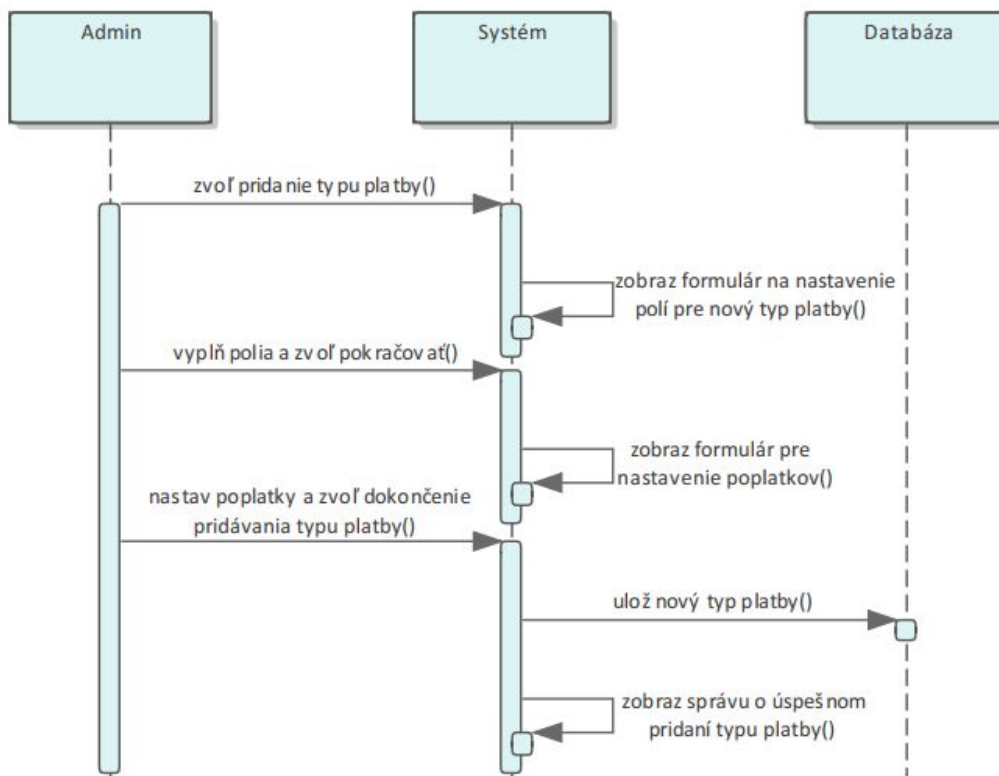 Admin
Systém
Databáza
zvoľ pridanie typu platby()
zobraz formulár na nastavenie
polí pre nový typ platby()
vyplň polia a zvoľ pokračovať()
zobraz formulár pre
nastavenie poplatkov()
nastav poplatky a zvoľ dokončenie
pridávania typu platby()
ulož nový typ platby()
zobraz správu o úspešnom
pridaní typu platby()